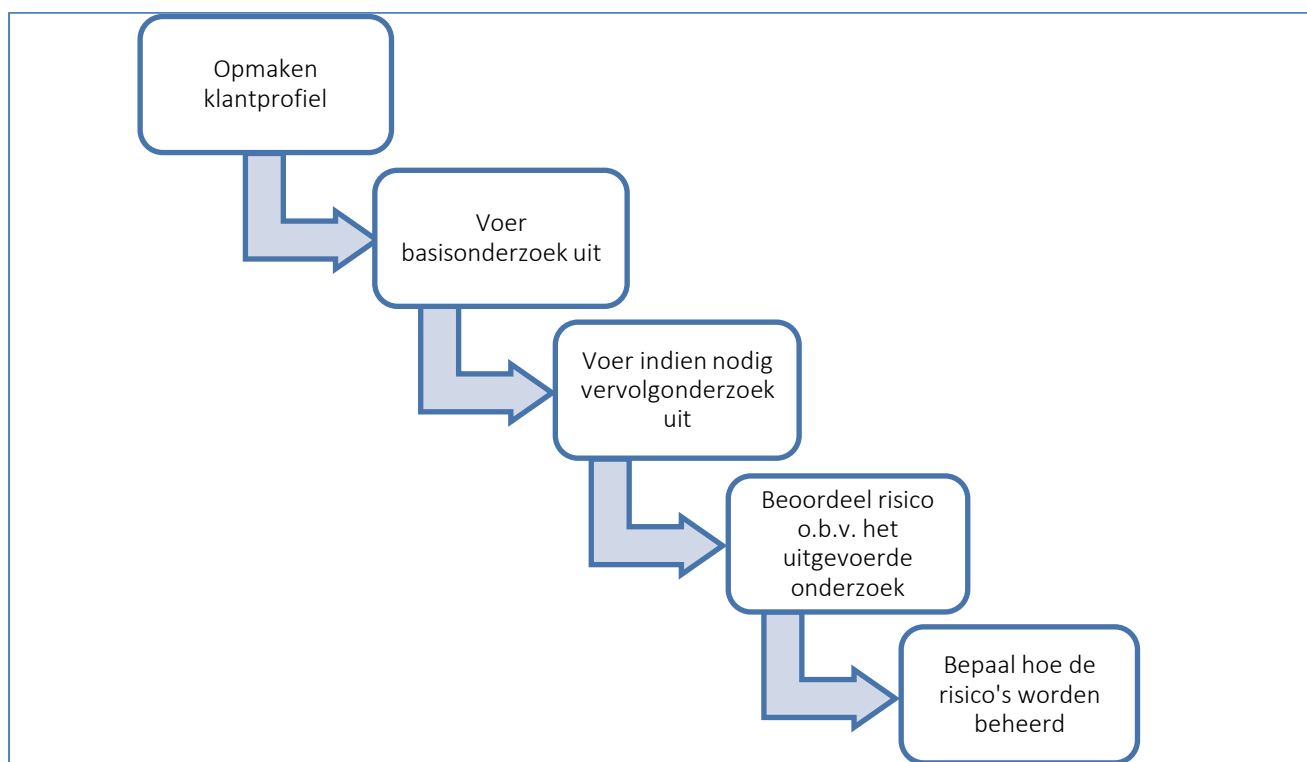 Opmaken
klantprofiel
Voer
basisonderzoek uit
Voer indien nodig
vervolgonderzoek
uit
Beoordeel risico
o.b.v. het
uitgevoerde
onderzoek
Bepaal hoe de
risico's worden
beheerd